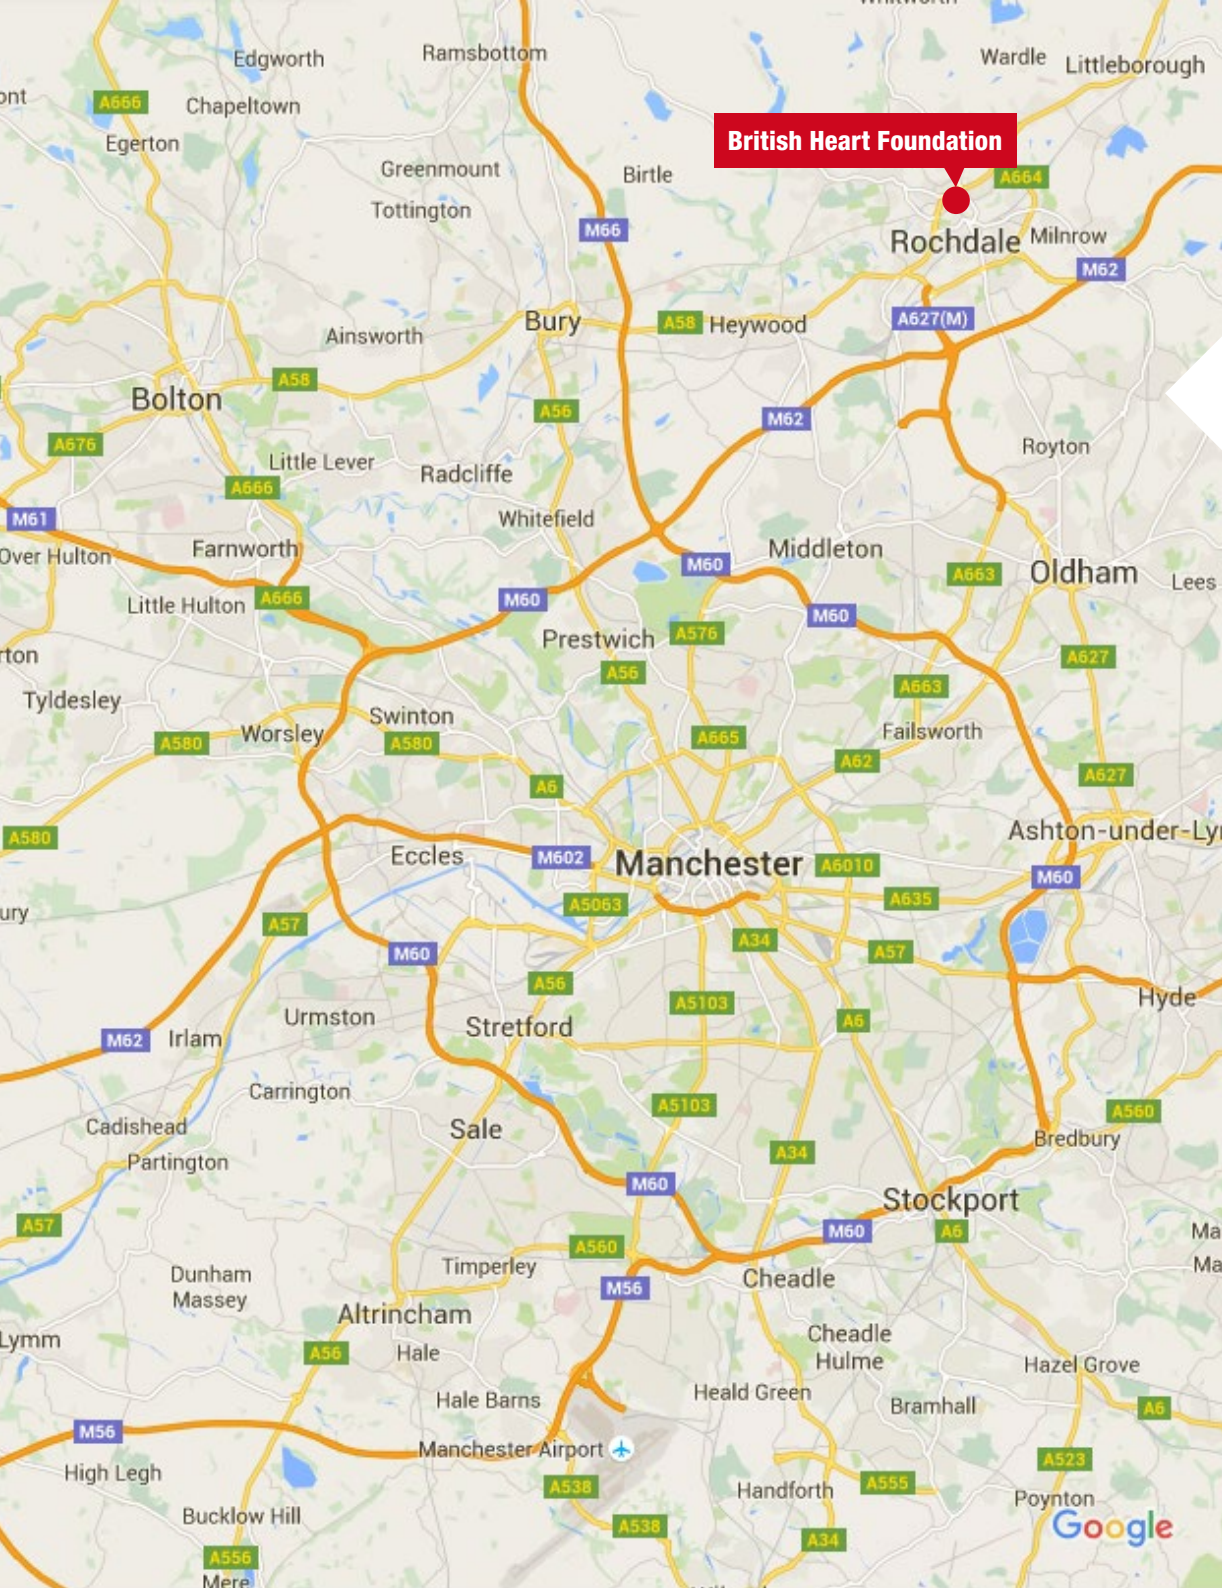 Edgworth
Ramsbottom
Wardle
Littleborough
A666
Chapeltown
Egerton
British Heart Foundation
Greenmount
Birtle
A664
Tottington
M66
Rochdale
Milnrow
M62
A627(M)
Bury
A58
Heywood
Ainsworth
A58
Bolton
A56
M62
A676
Royton
Little Lever
Radcliffe
A666
M61
Whitefield
Over Hulton
Farnworth
Middleton
M60
A663
Oldham
Lees
Little Hulton
A666
M60
M60
Prestwich
A576
rton
A56
A627
Tyldesley
A663
Swinton
Worsley
A580
A580
A665
Failsworth
A62
A627
A6
A580
Ashton-under-Ly
Eccles
M602
Manchester
A6010
M60
A635
A5063
ury
A57
A34
M60
A57
A56
Hyde
A5103
Urmston
Stretford
A6
M62
Irlam
Carrington
A5103
A560
Cadishead
Sale
Bredbury
Partington
A34
M60
Stockport
A57
M60
A6
Ma
A560
Timperley
Ma
Dunham
Massey
Cheadle
M56
Altrincham
Lymm
Cheadle
Hulme
A56
Hale
Hazel Grove
Hale Barns
Heald Green
Bramhall
A6
M56
Manchester Airport
High Legh
A523
A538
Handforth
A555
Poynton
Bucklow Hill
Google
A538
A34
A556
Mere